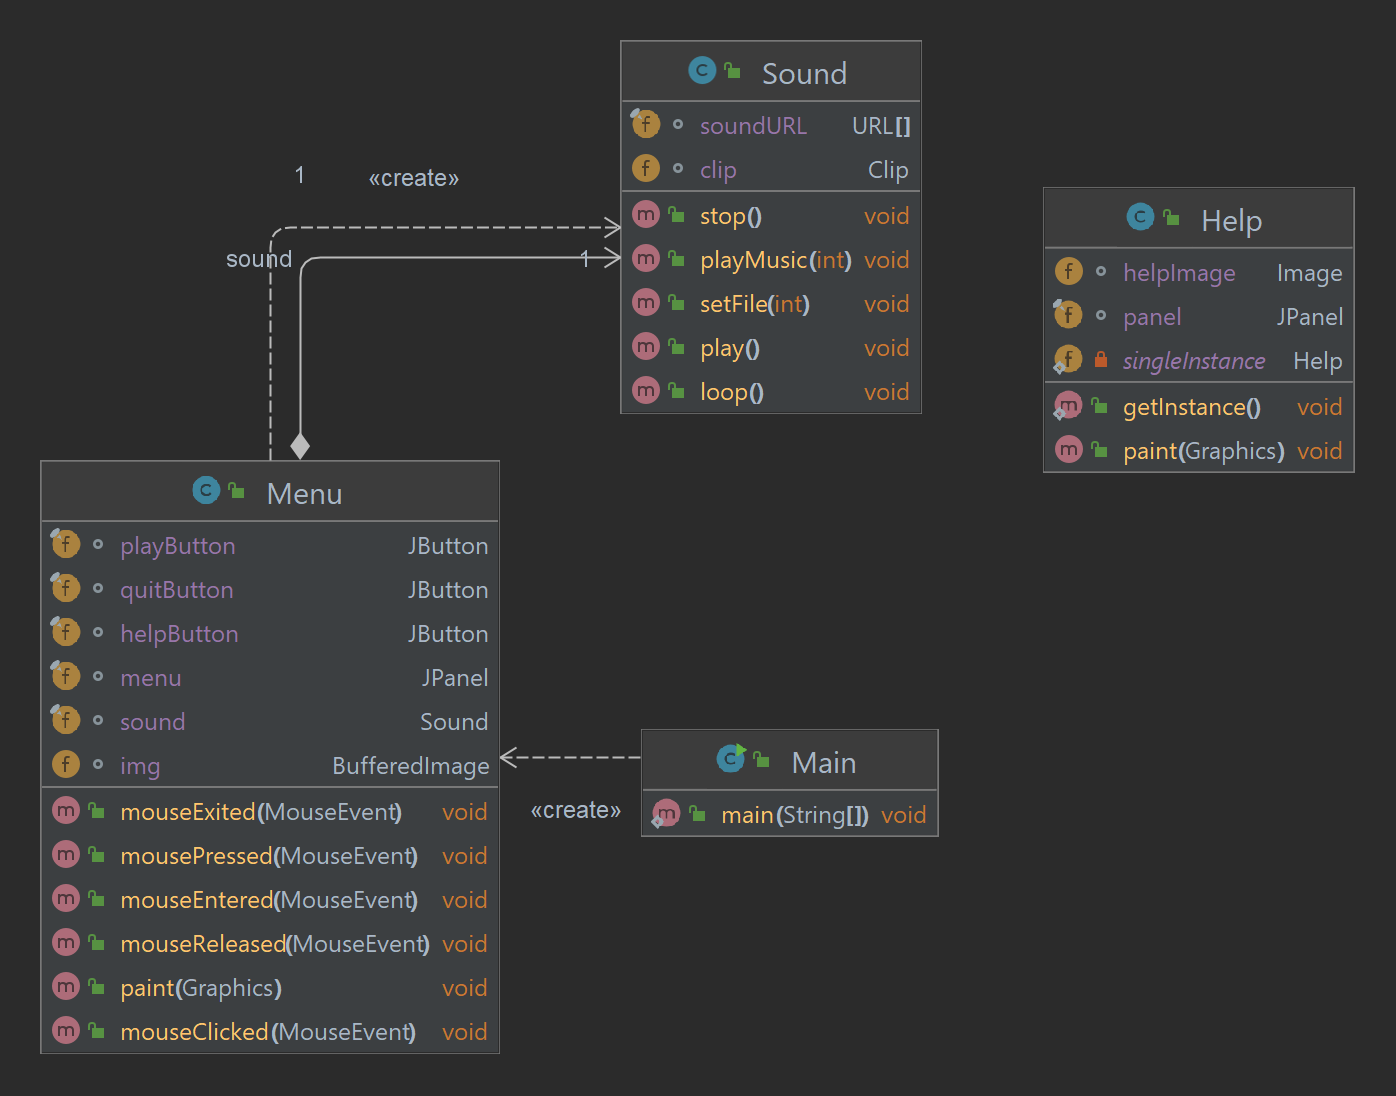 Sound
soundURL URL[]
clip Clip
stop() void
playMusic(int) void
setFile(int) void
play() void
loop() void
1 «create»
sound 1
Help
helpImage Image
panel JPanel
singleInstance Help
getInstance() void
paint(Graphics) void
Menu
playButton JButton
quitButton JButton
helpButton JButton
menu JPanel
sound Sound
img BufferedImage
mouseExited(MouseEvent) void
mousePressed(MouseEvent) void
mouseEntered(MouseEvent) void
mouseReleased(MouseEvent) void
paint(Graphics) void
mouseClicked(MouseEvent) void
Main
main(String[]) void
«create»